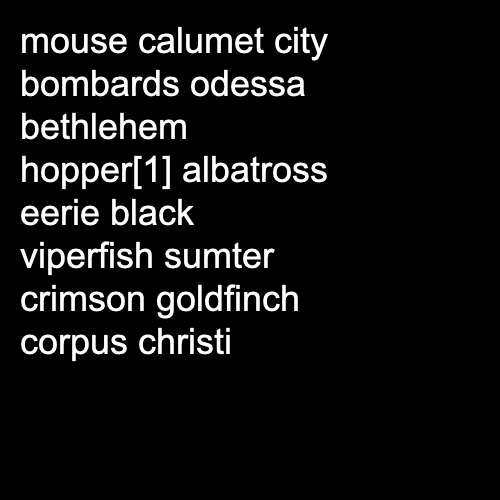 mouse calumet city
bombards odessa
bethlehem
hopper[1] albatross
eerie black
viperfish sumter
crimson goldfinch
corpus christi